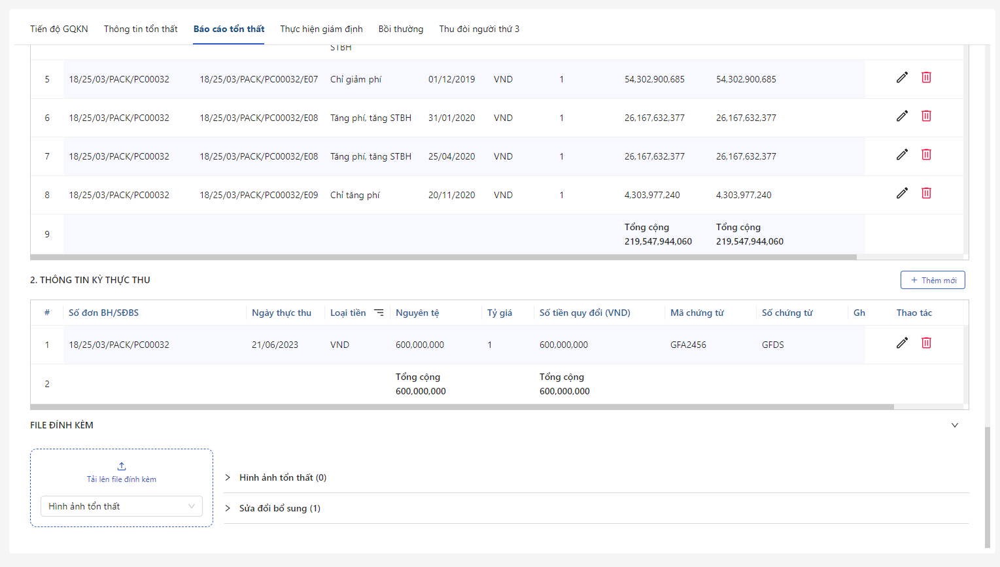 Tiến độ GQKN Thông tin tổn thất Báo cáo tổn thất Thực hiện giám định Bồi thường Thu đòi người thứ 3
STBH
5 18/25/03/PACK/PC00032 18/25/03/PACK/PC00032/E07 Chỉ giảm phí 01/12/2019 VND 1 54,302,900,685 54,302,900,685
6 18/25/03/PACK/PC00032 18/25/03/PACK/PC00032/E08 Tăng phí, tăng STBH 31/01/2020 VND 1 26,167,632,377 26,167,632,377
7 18/25/03/PACK/PC00032 18/25/03/PACK/PC00032/E08 Tăng phí, tăng STBH 25/04/2020 VND 1 26,167,632,377 26,167,632,377
8 18/25/03/PACK/PC00032 18/25/03/PACK/PC00032/E09 Chỉ tăng phí 20/11/2020 VND 1 4,303,977,240 4,303,977,240
9 Tổng cộng Tổng cộng
219,547,944,060 219,547,944,060
2. THÔNG TIN KỲ THỰC THU + Thêm mới
# Số đơn BH/SĐBS Ngày thực thu Loại tiền Nguyên tệ Tỷ giá Số tiền quy đổi (VND) Mã chứng từ Số chứng từ Gh Thao tác
1 18/25/03/PACK/PC00032 21/06/2023 VND 600,000,000 1 600,000,000 GFA2456 GFDS
2 Tổng cộng Tổng cộng
600,000,000 600,000,000
FILE ĐÍNH KÈM
Tải lên file đính kèm
Hình ảnh tổn thất
Hình ảnh tổn thất (0)
Sửa đổi bổ sung (1)